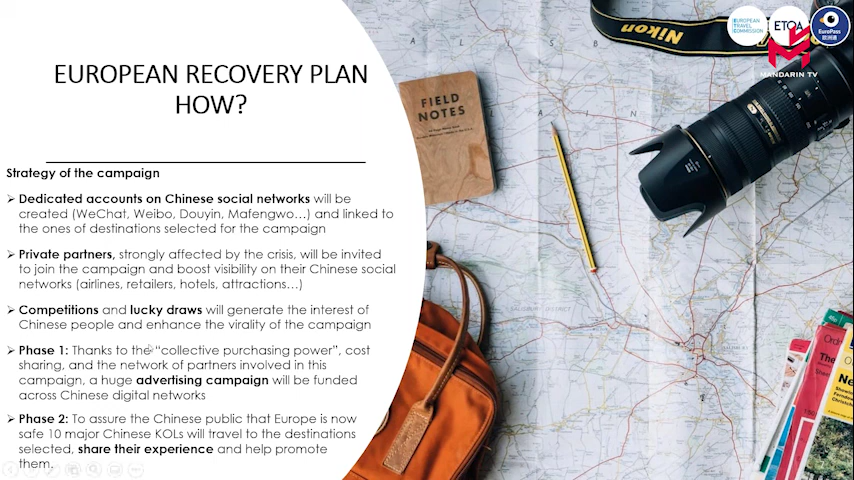 EUROPEAN RECOVERY PLAN
HOW?
Strategy of the campaign
➢ Dedicated accounts on Chinese social networks will be
created (WeChat, Weibo, Douyin, Mafengwo…) and linked to
the ones of destinations selected for the campaign
➢ Private partners, strongly affected by the crisis, will be invited
to join the campaign and boost visibility on their Chinese social
networks (airlines, retailers, hotels, attractions…)
➢ Competitions and lucky draws will generate the interest of
Chinese people and enhance the virality of the campaign
➢ Phase 1: Thanks to the “collective purchasing power”, cost
sharing, and the network of partners involved in this
campaign, a huge advertising campaign will be funded
across Chinese digital networks
➢ Phase 2: To assure the Chinese public that Europe is now
safe 10 major Chinese KOLs will travel to the destinations
selected, share their experience and help promote
them.
EUROPEAN
TRAVEL
COMMISSION
ETOA
EuroPass
MANDARIN TV
Nikon
FIELD
NOTES